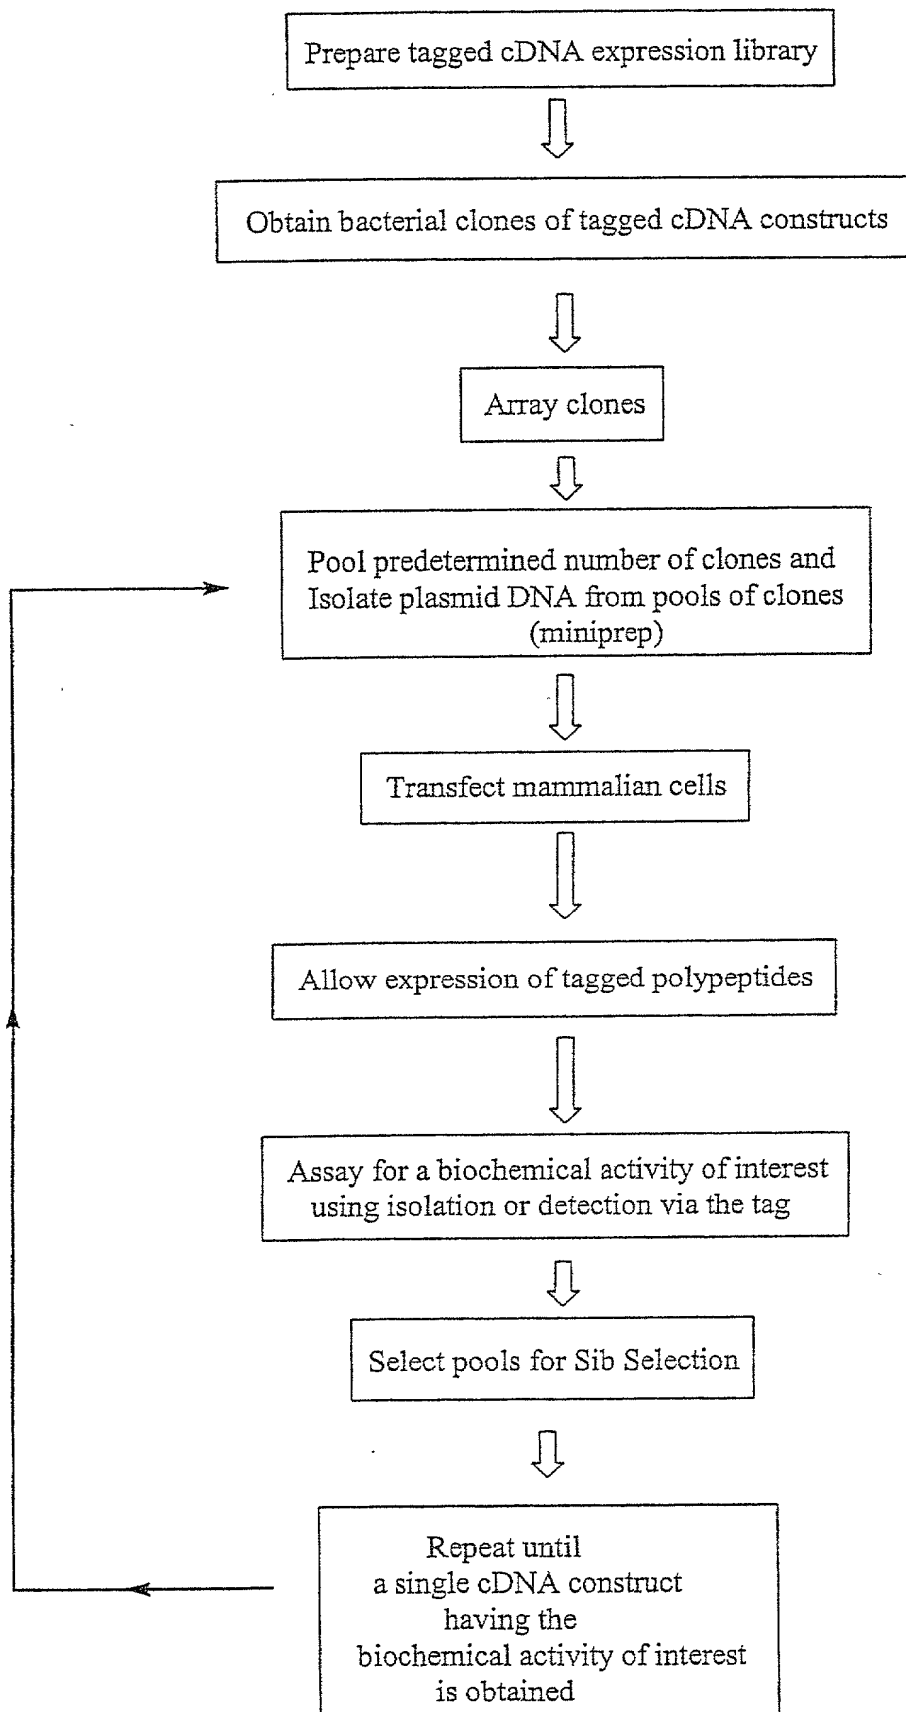 Prepare tagged cDNA expression library
Obtain bacterial clones of tagged cDNA constructs
Array clones
Pool predetermined number of clones and
Isolate plasmid DNA from pools of clones
(miniprep)
Transfect mammalian cells
Allow expression of tagged polypeptides
Assay for a biochemical activity of interest
using isolation or detection via the tag
Select pools for Sib Selection
Repeat until
a single cDNA construct
having the
biochemical activity of interest
is obtained